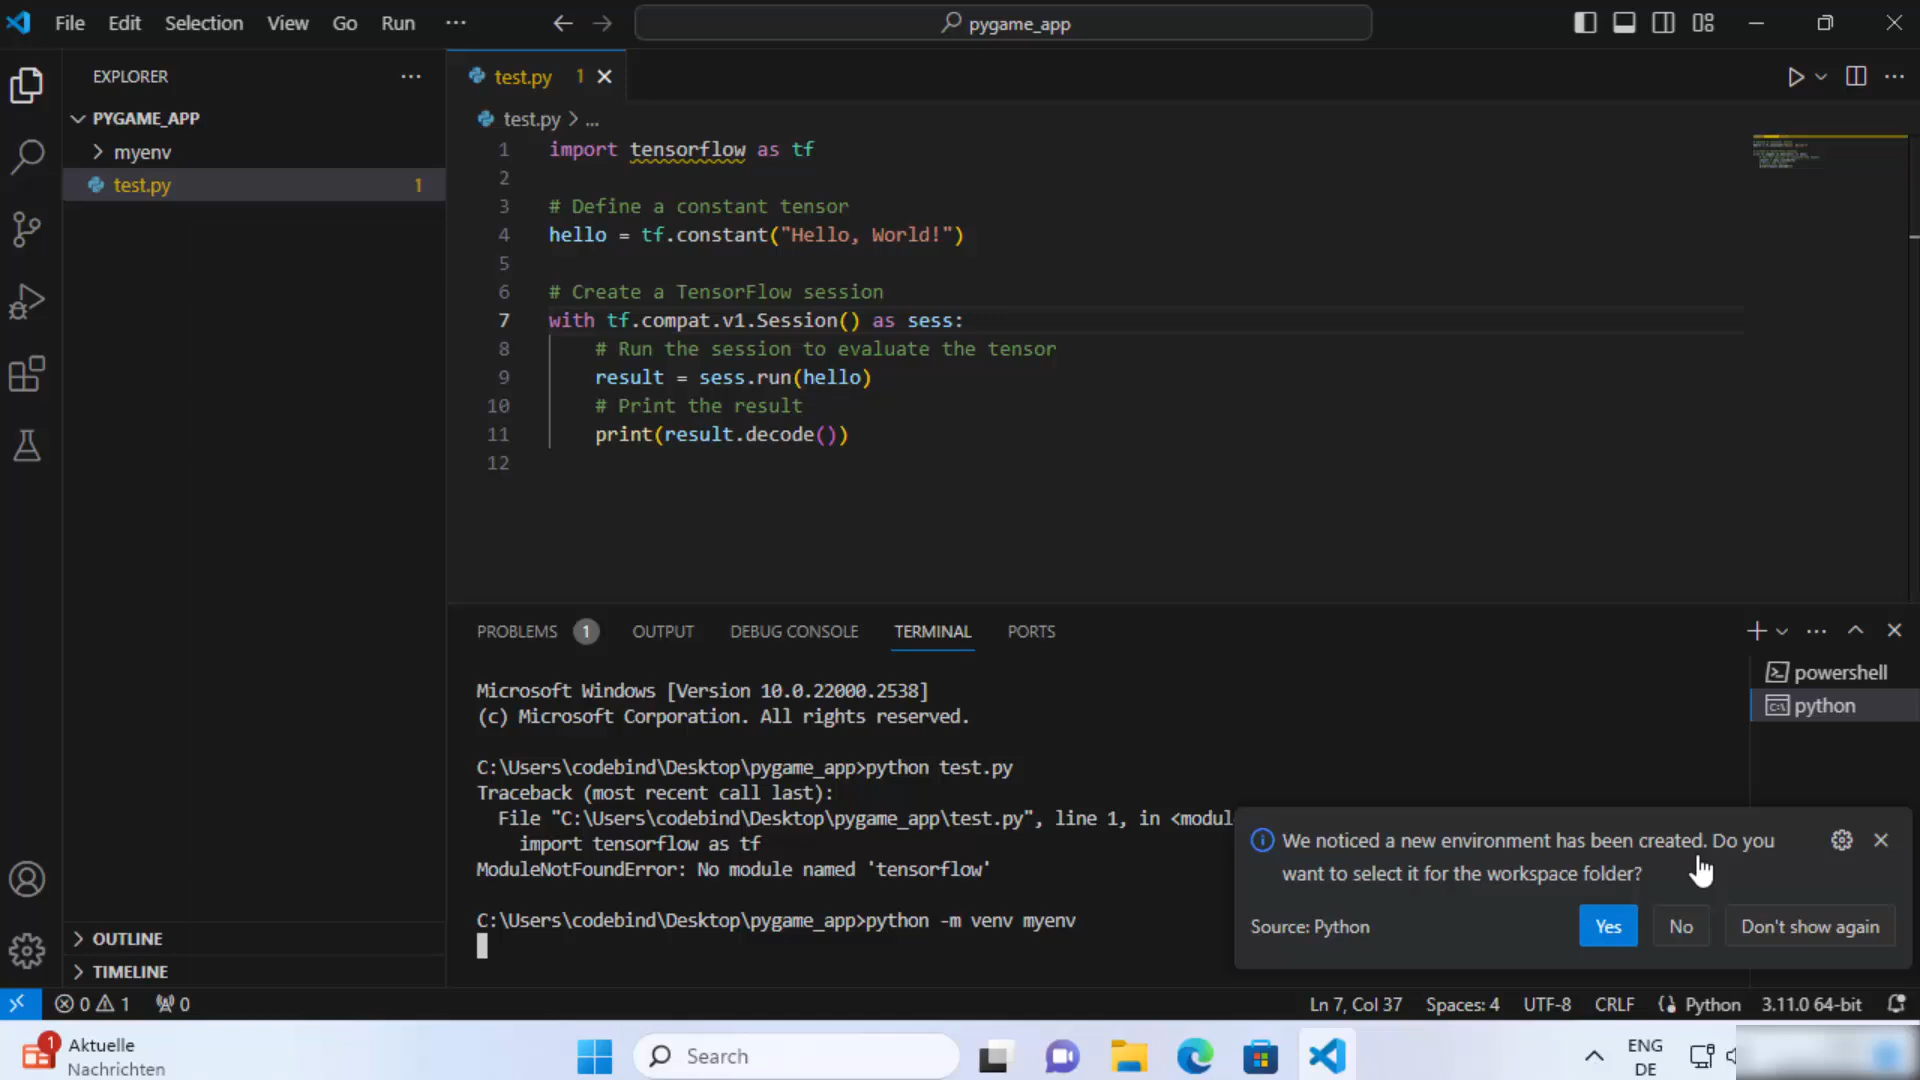 File Edit Selection View Go Run ···
pygame_app
EXPLORER
PYGAME_APP
myenv
test.py 1
OUTLINE
TIMELINE
test.py 1
test.py > ...
1 import tensorflow as tf
2
3 # Define a constant tensor
4 hello = tf.constant("Hello, World!")
5
6 # Create a TensorFlow session
7 with tf.compat.v1.Session() as sess:
8 # Run the session to evaluate the tensor
9 result = sess.run(hello)
10 # Print the result
11 print(result.decode())
12
PROBLEMS 1 OUTPUT DEBUG CONSOLE TERMINAL PORTS
powershell
python
Microsoft Windows [Version 10.0.22000.2538]
(c) Microsoft Corporation. All rights reserved.
C:\Users\codebind\Desktop\pygame_app>python test.py
Traceback (most recent call last):
File "C:\Users\codebind\Desktop\pygame_app\test.py", line 1, in <modul
import tensorflow as tf
ModuleNotFoundError: No module named 'tensorflow'
C:\Users\codebind\Desktop\pygame_app>python -m venv myenv
We noticed a new environment has been created. Do you
want to select it for the workspace folder?
Source: Python
Yes No Don't show again
0 1 0
Ln 7, Col 37 Spaces: 4 UTF-8 CRLF Python 3.11.0 64-bit
1
Aktuelle
Nachrichten
Search
ENG
DE